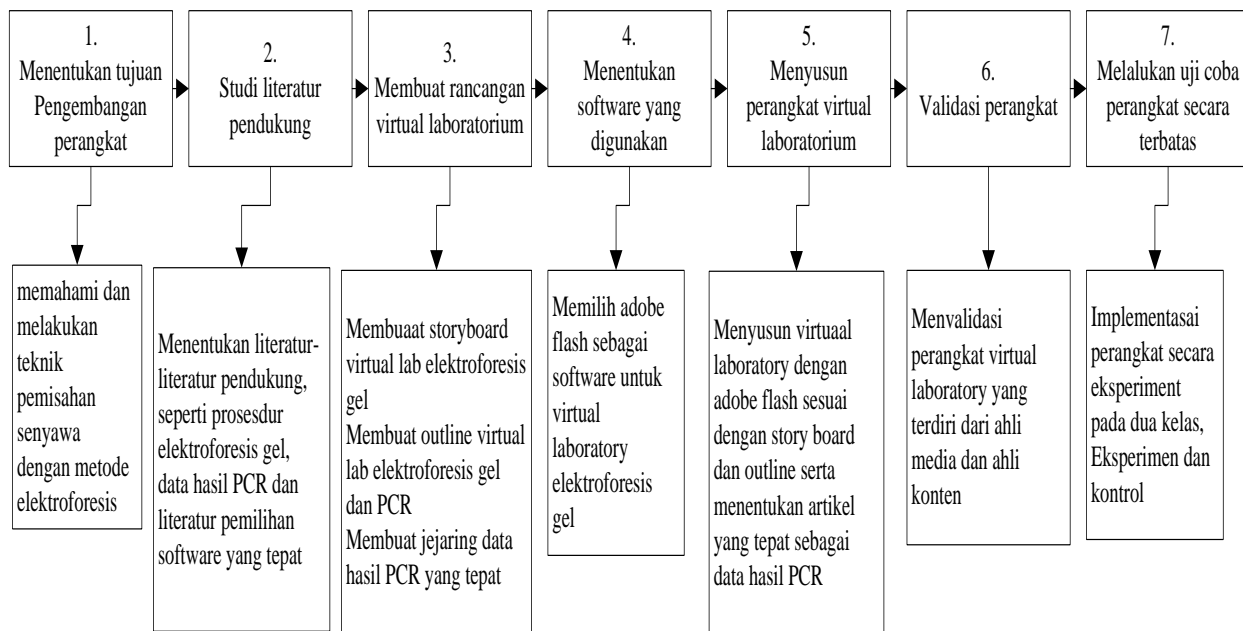 1.
Menentukan tujuan
Pengembangan
perangkat
2.
Studi literatur
pendukung
3.
Membuat rancangan
virtual laboratorium
4.
Menentukan
software yang
digunakan
5.
Menyusun
perangkat virtual
laboratorium
6.
Validasi perangkat
7.
Melalukan uji coba
perangkat secara
terbatas
memahami dan
melakukan
teknik
pemisahan
senyawa
dengan metode
elektroforesis
Menentukan literatur-
literatur pendukung,
seperti prosesdur
elektroforesis gel,
data hasil PCR dan
literatur pemilihan
software yang tepat
Membuaat storyboard
virtual lab elektroforesis
gel
Membuat outline virtual
lab elektroforesis gel
dan PCR
Membuat jejaring data
hasil PCR yang tepat
Memilih adobe
flash sebagai
software untuk
virtual
laboratory
elektroforesis
gel
Menyusun virtuaal
laboratory dengan
adobe flash sesuai
dengan story board
dan outline serta
menentukan artikel
yang tepat sebagai
data hasil PCR
Menvalidasi
perangkat virtual
laboratory yang
terdiri dari ahli
media dan ahli
konten
Implementasai
perangkat secara
eksperiment
pada dua kelas,
Eksperimen dan
kontrol